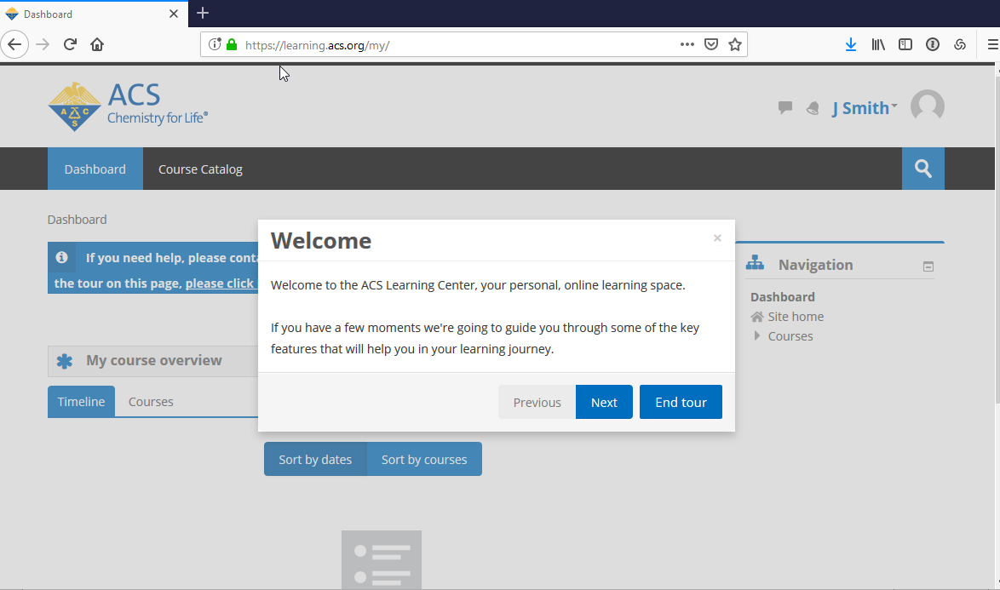 Dashboard
https://learning.acs.org/my/
ACS
Chemistry for Life®
A C S
S
J Smith
Dashboard Course Catalog
Dashboard
If you need help, please conta
the tour on this page, please click
Welcome ×
Welcome to the ACS Learning Center, your personal, online learning space.
If you have a few moments we're going to guide you through some of the key
features that will help you in your learning journey.
Previous Next End tour
Navigation
Dashboard
Site home
Courses
My course overview
Timeline Courses
Sort by dates Sort by courses